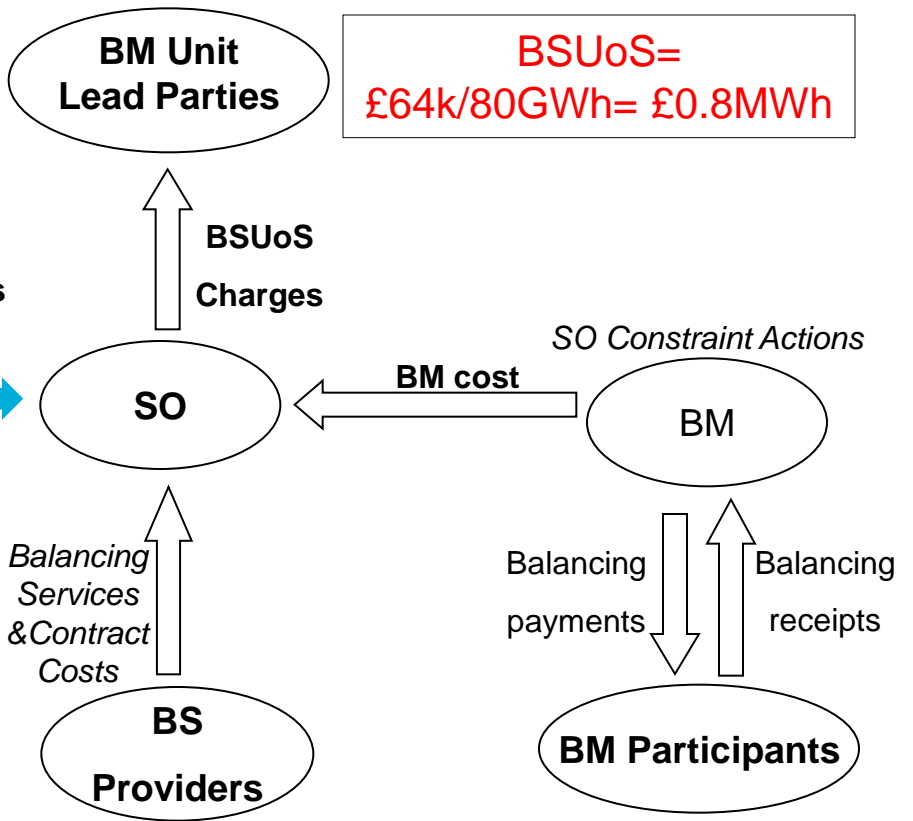 BM Unit
Lead Parties
BSUoS=
£64k/80GWh= £0.8MWh
BSUoS
Charges
s
SO Constraint Actions
SO
BM cost
BM
Balancing
Services
&Contract
Costs
Balancing
payments
Balancing
receipts
BS
Providers
BM Participants